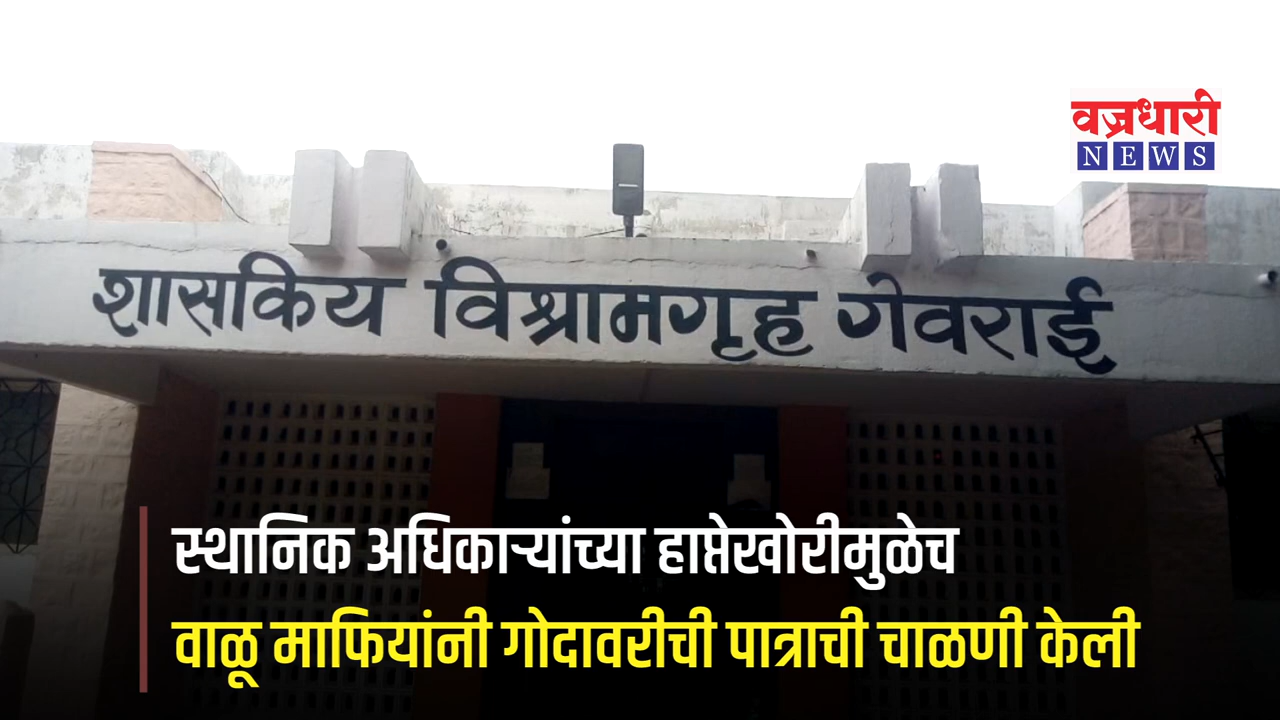 वज्रधारी
NEWS
शासकिय विश्रामगृह गेवराई
स्थानिक अधिकाऱ्यांच्या हाप्तेखोरीमुळेच
वाळू माफियांनी गोदावरीची पात्राची चाळणी केली